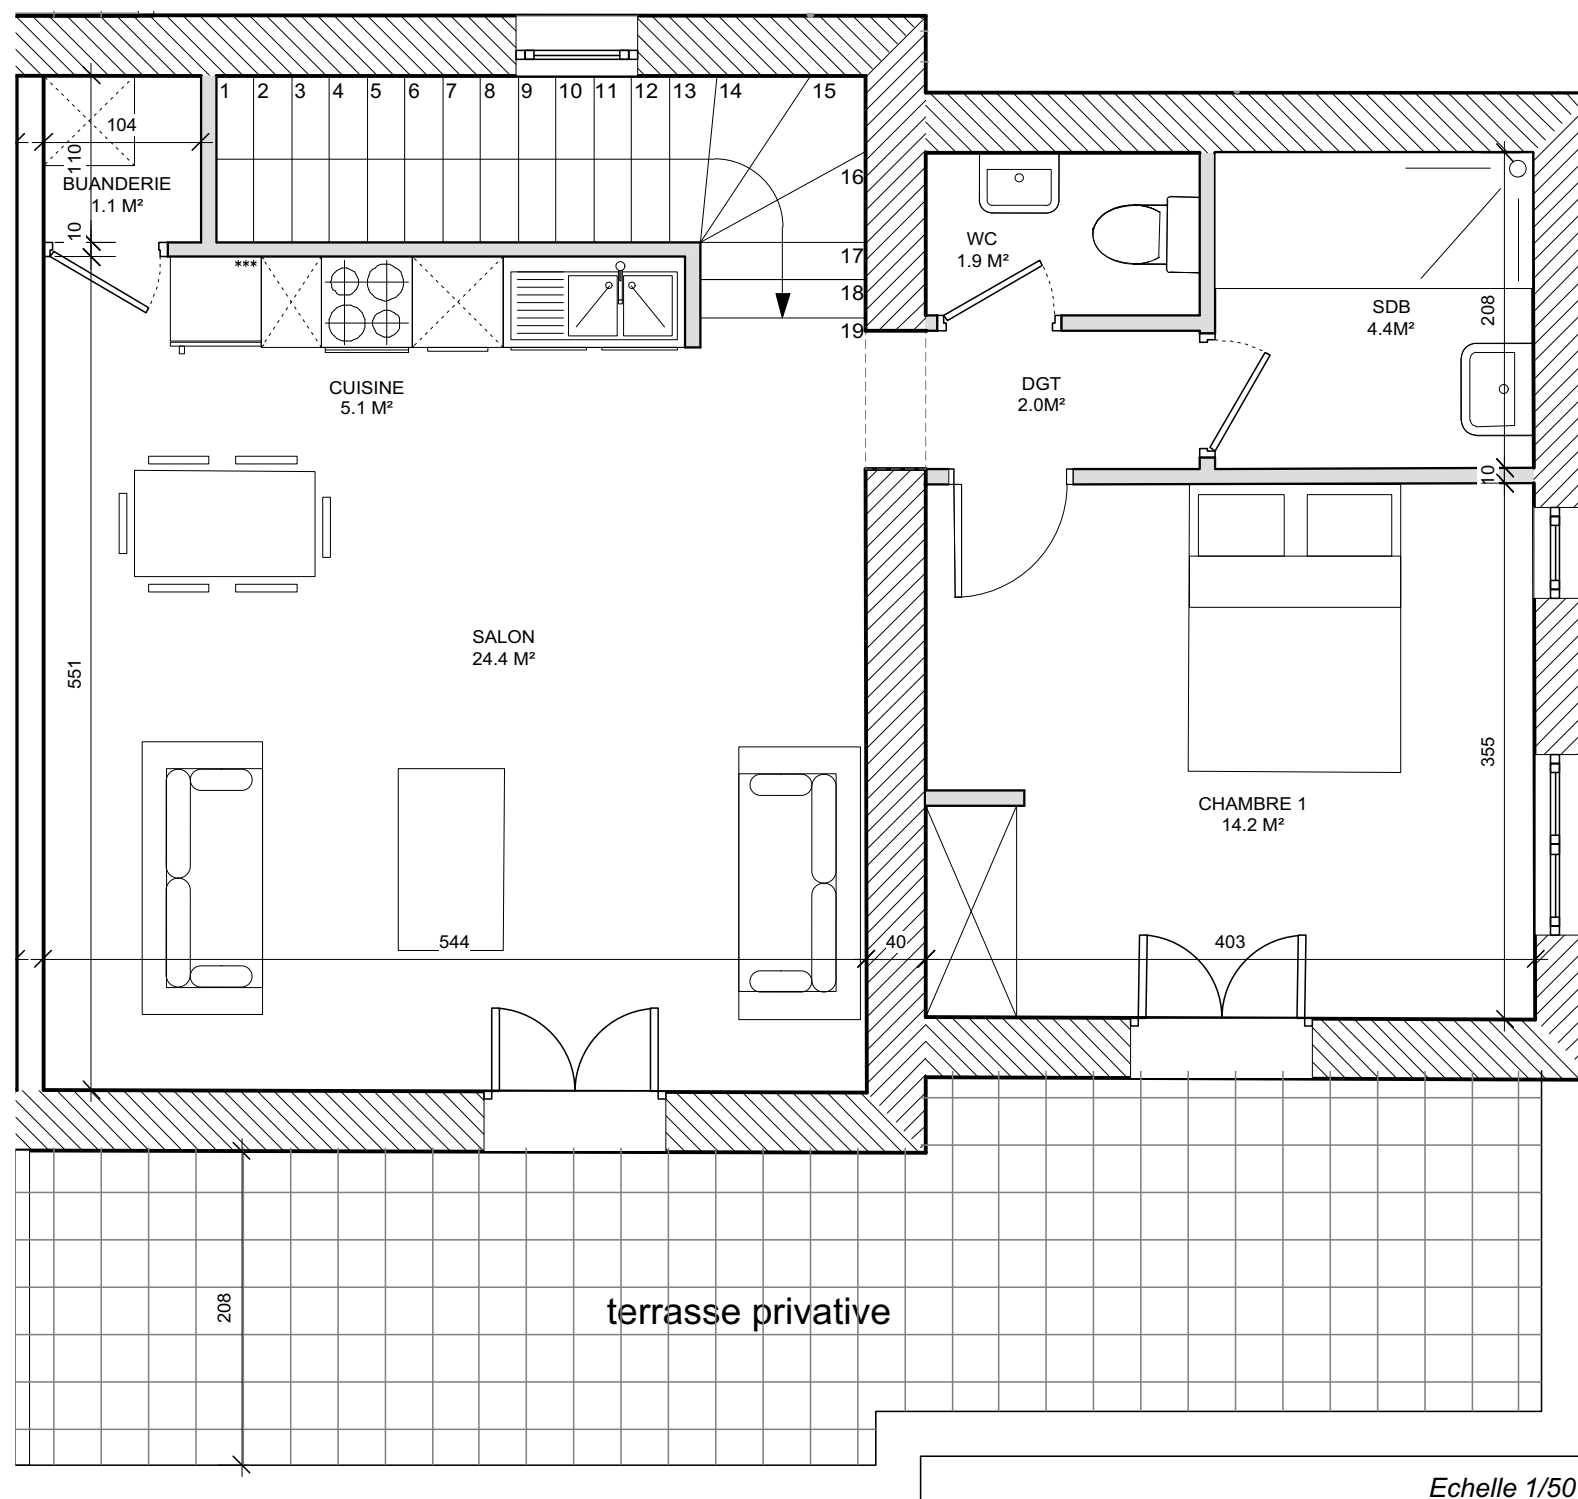 1 2 3 4 5 6 7 8 9 10 11 12 13 14 15
104
110
BUANDERIE
1.1 M²
10
16
17
18
19
***
WC
1.9 M²
SDB
4.4M²
208
CUISINE
5.1 M²
DGT
2.0M²
10
SALON
24.4 M²
551
355
CHAMBRE 1
14.2 M²
544
40
403
208
terrasse privative
Echelle 1/50